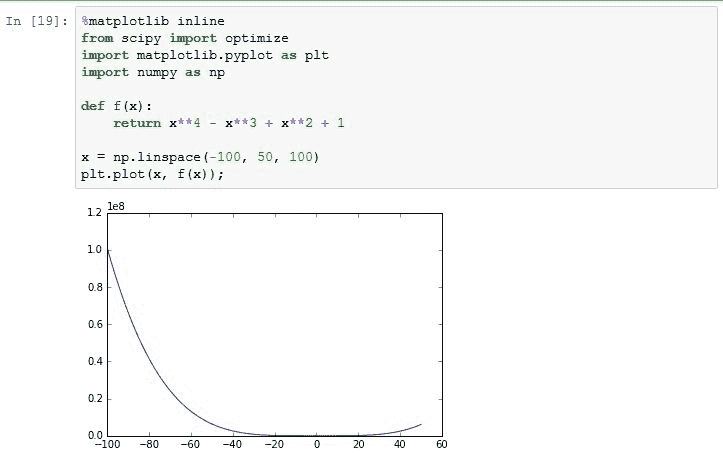 In [19]: %matplotlib inline
from scipy import optimize
import matplotlib.pyplot as plt
import numpy as np
def f(x):
    return x**4 - x**3 + x**2 + 1
x = np.linspace(-100, 50, 100)
plt.plot(x, f(x));
1e8
1.2
1.0
0.8
0.6
0.4
0.2
0.0
−100 −80 −60 −40 −20 0 20 40 60